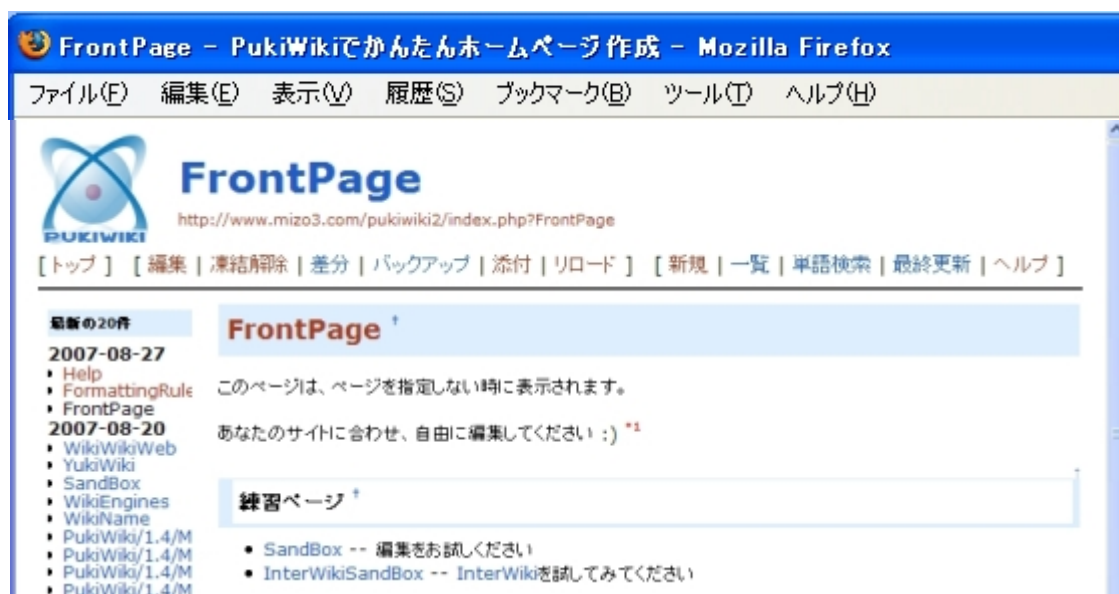 FrontPage - PukiWikiでかんたんホームページ作成 - Mozilla Firefox
ファイル(F) 編集(E) 表示(V) 履歴(S) ブックマーク(B) ツール(T) ヘルプ(H)
PUKIWIKI
FrontPage
http://www.mizo3.com/pukiwiki2/index.php?FrontPage
[ トップ ] [ 編集 | 凍結解除 | 差分 | バックアップ | 添付 | リロード ] [ 新規 | 一覧 | 単語検索 | 最終更新 | ヘルプ ]
最新の20件
2007-08-27
Help
FormattingRule
FrontPage
2007-08-20
WikiWikiWeb
YukiWiki
SandBox
WikiEngines
WikiName
PukiWiki/1.4/M
PukiWiki/1.4/M
PukiWiki/1.4/M
PukiWiki/1.4/M
FrontPage †
このページは、ページを指定しない時に表示されます。
あなたのサイトに合わせ、自由に編集してください :) *1
↑
練習ページ †
SandBox -- 編集をお試しください
InterWikiSandBox -- InterWikiを試してみてください